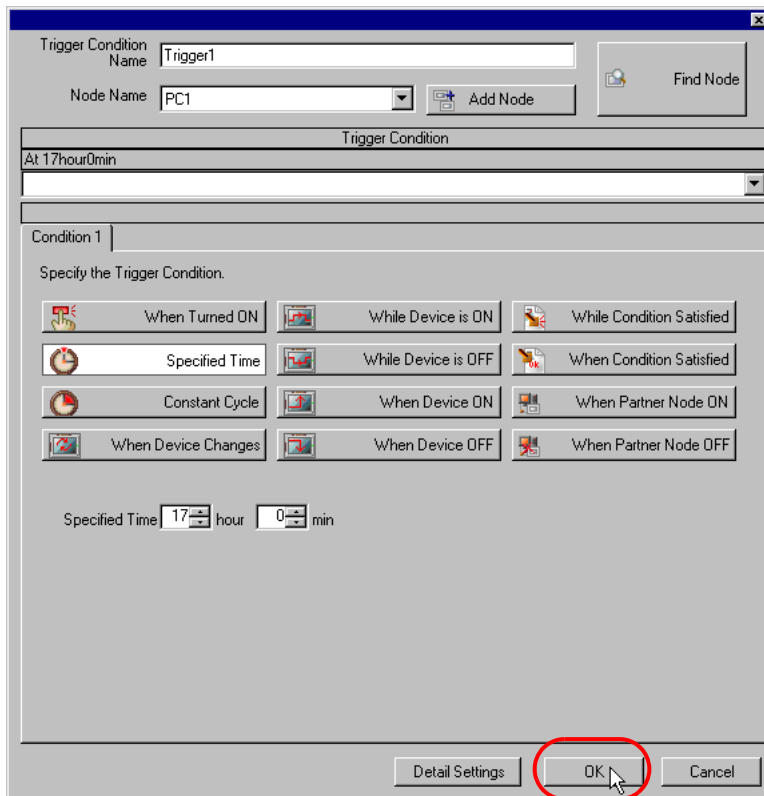 Trigger Condition
Name
Trigger1
Find Node
Node Name
PC1
Add Node
Trigger Condition
At 17hour0min
Condition 1
Specify the Trigger Condition.
When Turned ON
While Device is ON
While Condition Satisfied
Specified Time
While Device is OFF
When Condition Satisfied
Constant Cycle
When Device ON
When Partner Node ON
When Device Changes
When Device OFF
When Partner Node OFF
Specified Time 17 hour 0 min
Detail Settings
OK
Cancel